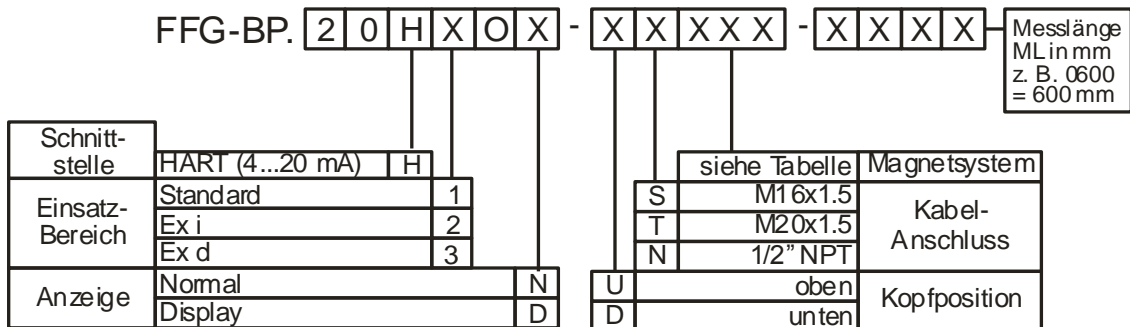 FFG-BP. 2 0 H X O X - X X X X X - X X X X
Messlänge
ML in mm
z. B. 0600
= 600 mm
Schnitt-
stelle
HART (4...20 mA) H
Einsatz-
Bereich
Standard 1
Ex i 2
Ex d 3
Anzeige
Normal N
Display D
siehe Tabelle Magnetsystem
S M16x1.5
T M20x1.5
N 1/2” NPT
Kabel-
Anschluss
U oben
D unten
Kopfposition